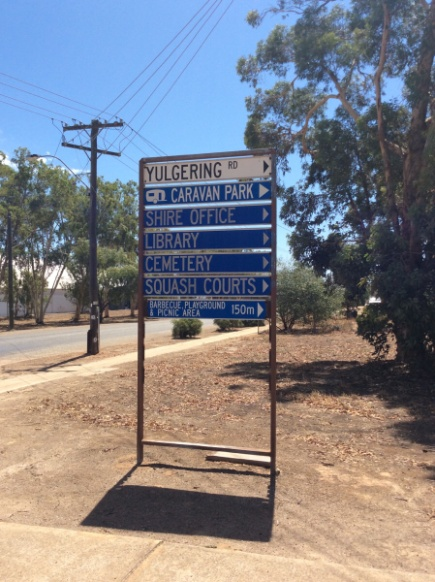 YULGERING RD
CARAVAN PARK
SHIRE OFFICE
LIBRARY
CEMETERY
SQUASH COURTS
BARBECUE, PLAYGROUND
& PICNIC AREA 150m